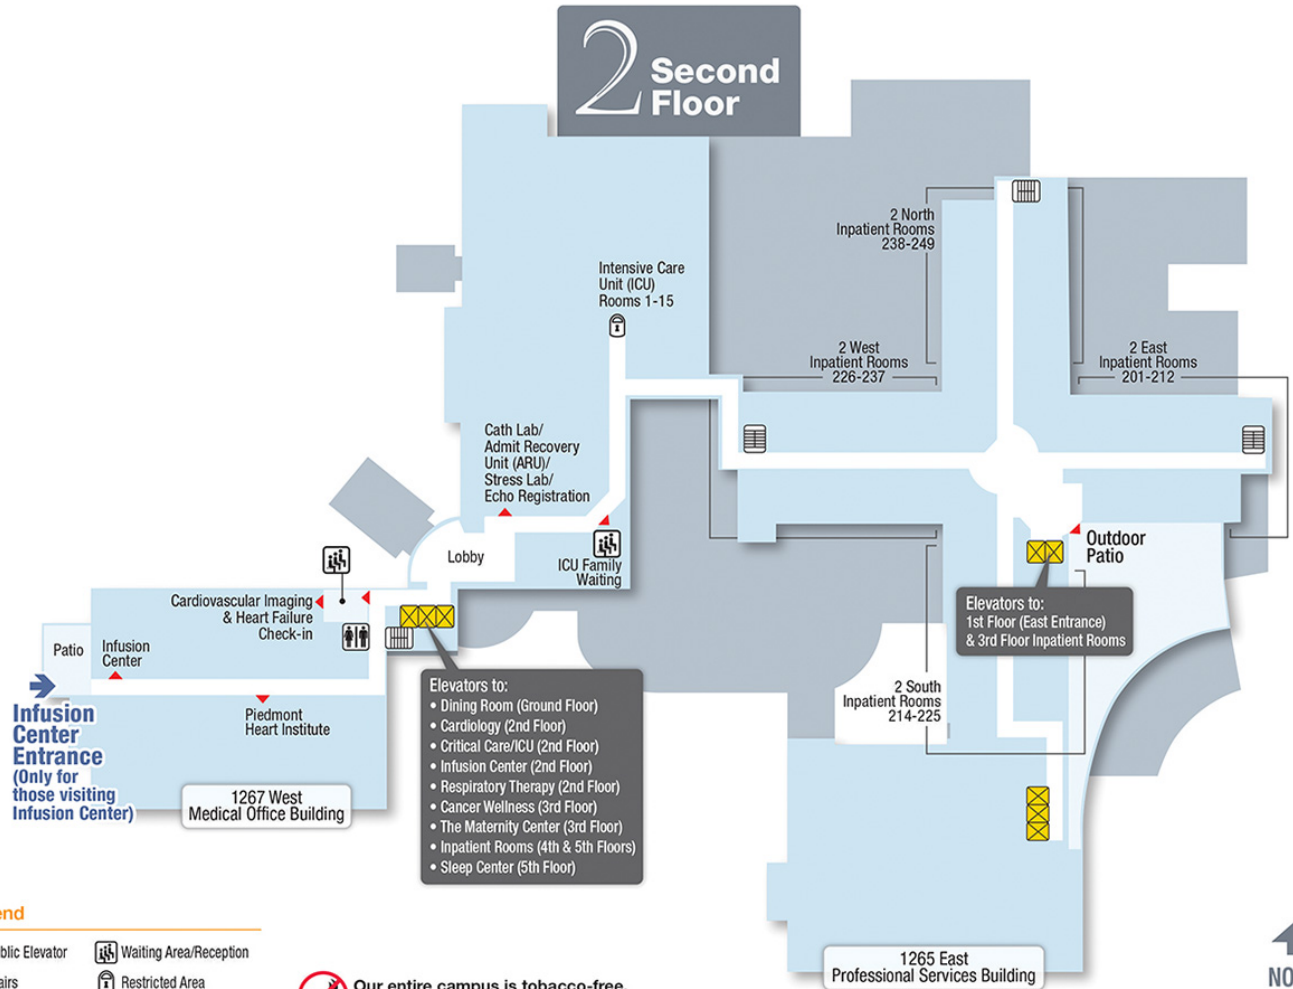 2 Second
Floor
2 North
Inpatient Rooms
238-249
Intensive Care
Unit (ICU)
Rooms 1-15
2 West
Inpatient Rooms
226-237
2 East
Inpatient Rooms
201-212
Cath Lab/
Admit Recovery
Unit (ARU)/
Stress Lab/
Echo Registration
Lobby
ICU Family
Waiting
Outdoor
Patio
Cardiovascular Imaging
& Heart Failure
Check-in
Elevators to:
1st Floor (East Entrance)
& 3rd Floor Inpatient Rooms
Patio
Infusion
Center
Infusion
Center
Entrance
(Only for
those visiting
Infusion Center)
Piedmont
Heart Institute
Elevators to:
• Dining Room (Ground Floor)
• Cardiology (2nd Floor)
• Critical Care/ICU (2nd Floor)
• Infusion Center (2nd Floor)
• Respiratory Therapy (2nd Floor)
• Cancer Wellness (3rd Floor)
• The Maternity Center (3rd Floor)
• Inpatient Rooms (4th & 5th Floors)
• Sleep Center (5th Floor)
2 South
Inpatient Rooms
214-225
1267 West
Medical Office Building
1265 East
Professional Services Building
end
blic Elevator
Waiting Area/Reception
airs
Restricted Area
Our entire campus is tobacco-free.
NO